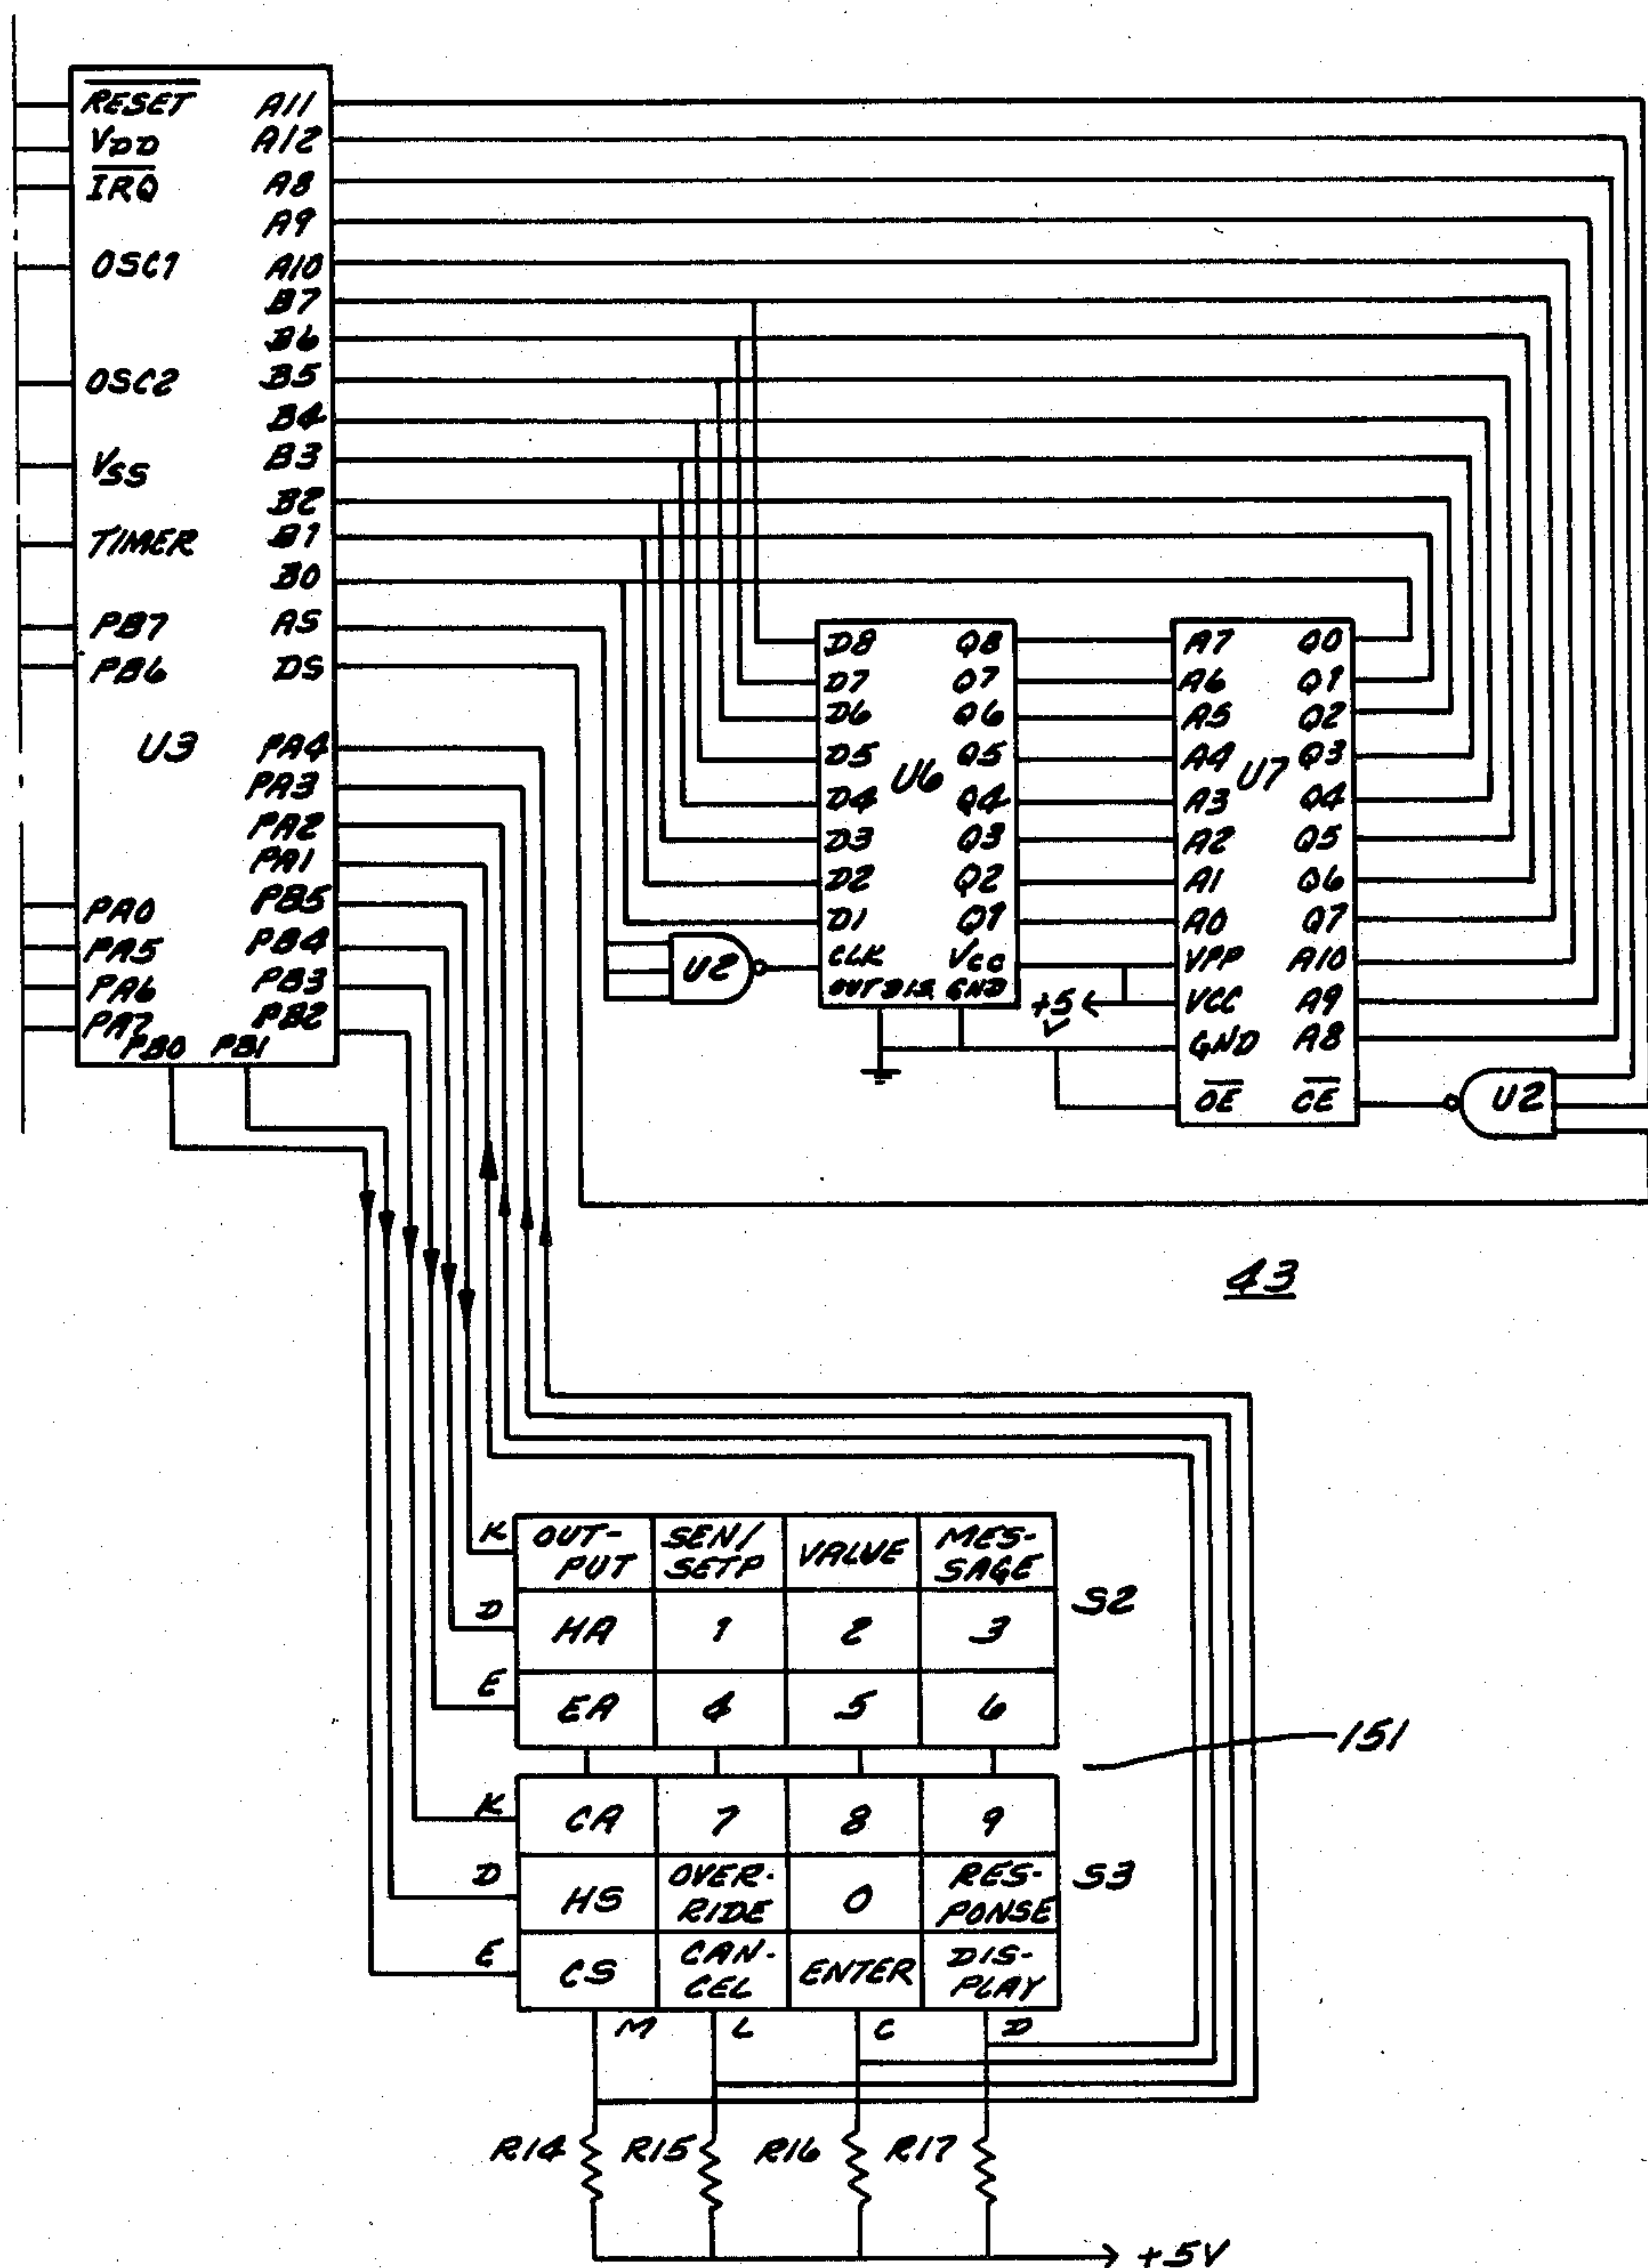 RESET A11
VDD A12
IRQ A8
A9
OSC1 A10
B7
B6
OSC2 B5
B4
VSS B3
B2
TIMER B1
B0
PB7 AS
PB6 DS
U3
PA4
PA3
PA2
PA1
PA0 PB5
PA5 PB4
PA6 PB3
PA7 PB2
PB0 PB1
D8 Q8
D7 Q7
D6 Q6
D5 U6 Q5
D4 Q4
D3 Q3
D2 Q2
D1 Q1
CLK VCC
OUT DIS. GND
U2
A7 Q0
A6 Q1
A5 Q2
A4 U7 Q3
A3 Q4
A2 Q5
A1 Q6
A0 Q7
VPP A10
VCC A9
GND A8
OE CE
+5
V
U2
43
K OUT-PUT SEN/SETP VALVE MES-SAGE
D HA 1 2 3
S2
E EA 4 5 6
151
K CA 7 8 9
D HS OVER-RIDE 0 RES-PONSE
S3
E CS CAN-CEL ENTER DIS-PLAY
M L C D
R14 R15 R16 R17
+5V